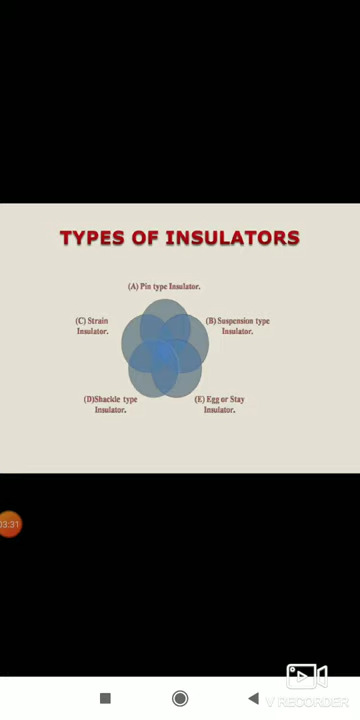 TYPES OF INSULATORS
(A) Pin type Insulator.
(C) Strain
Insulator.
(B) Suspension type
Insulator.
(D)Shackle type
Insulator.
(E) Egg or Stay
Insulator.
03:31
V RECORDER